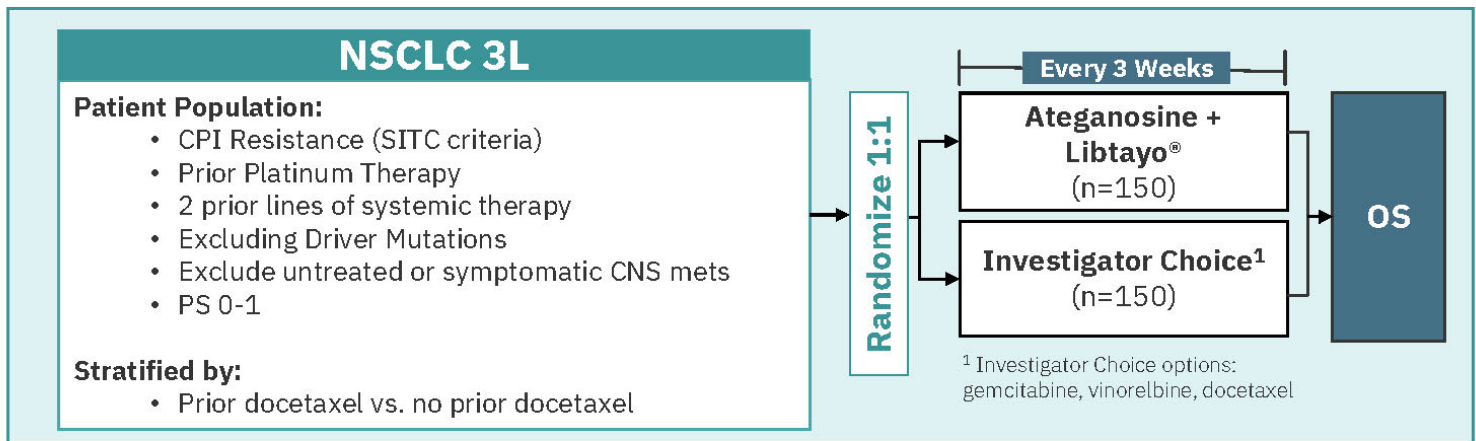 NSCLC 3L
Patient Population:
• CPI Resistance (SITC criteria)
• Prior Platinum Therapy
• 2 prior lines of systemic therapy
• Excluding Driver Mutations
• Exclude untreated or symptomatic CNS mets
• PS 0-1
Stratified by:
• Prior docetaxel vs. no prior docetaxel
Randomize 1:1
Every 3 Weeks
Ateganosine +
Libtayo®
(n=150)
Investigator Choice¹
(n=150)
¹ Investigator Choice options:
gemcitabine, vinorelbine, docetaxel
OS